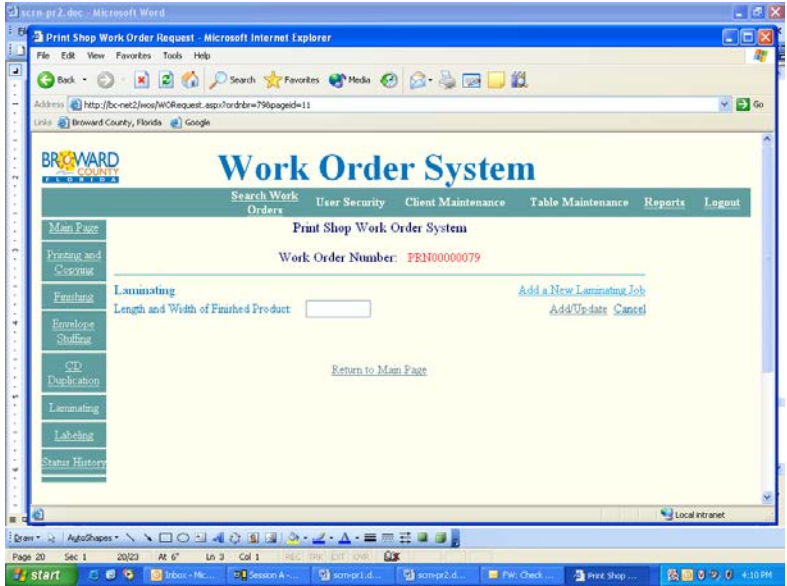 scrn-pr2.doc - Microsoft Word
Print Shop Work Order Request - Microsoft Internet Explorer
File Edit View Favorites Tools Help
Back Search Favorites Media
Address http://bc-net2/wos/WORequest.aspx?ordnbr=79&pageid=11 Go
Links Broward County, Florida Google
BROWARD
COUNTY
FLORIDA
Work Order System
Search Work Orders User Security Client Maintenance Table Maintenance Reports Logout
Main Page
Print Shop Work Order System
Printing and Copying
Work Order Number: PRN00000079
Finishing
Laminating Add a New Laminating Job
Length and Width of Finished Product: Add/Update Cancel
Envelope Stuffing
CD Duplication
Return to Main Page
Laminating
Labeling
Status History
Local intranet
Draw AutoShapes
Page 20 Sec 1 20/23 At 6" Ln 3 Col 1 REC TRK EXT OVR
start Inbox - Mic... Session A - ... scrn-pr1.d... scrn-pr2.d... FW: Check ... Print Shop ... 4:10 PM